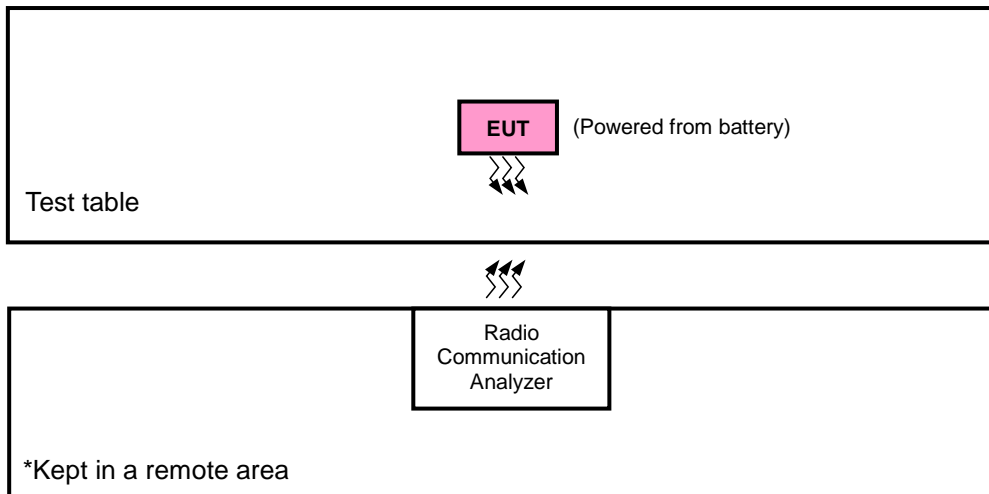 EUT
(Powered from battery)
Test table
Radio
Communication
Analyzer
*Kept in a remote area